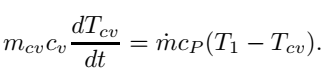 $m_{cv} c_v \frac{dT_{cv}}{dt} = \dot{m} c_P (T_1 - T_{cv}).$